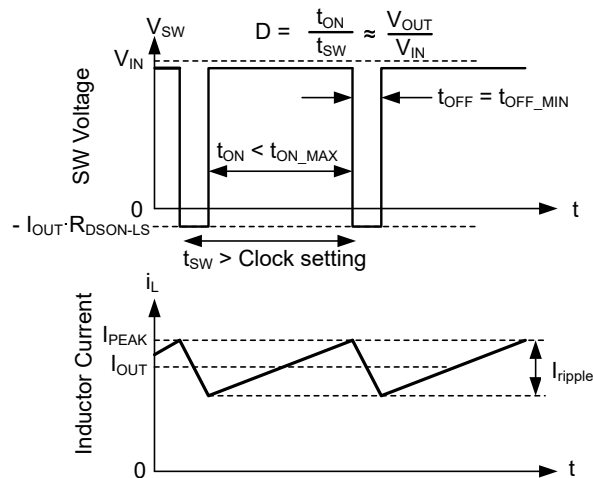 V_SW
D = t_ON / t_SW ≈ V_OUT / V_IN
V_IN
SW Voltage
t_OFF = t_OFF_MIN
t_ON < t_ON_MAX
0
t
- I_OUT·R_DSON-LS
t_SW > Clock setting
i_L
Inductor Current
I_PEAK
I_OUT
I_ripple
0
t